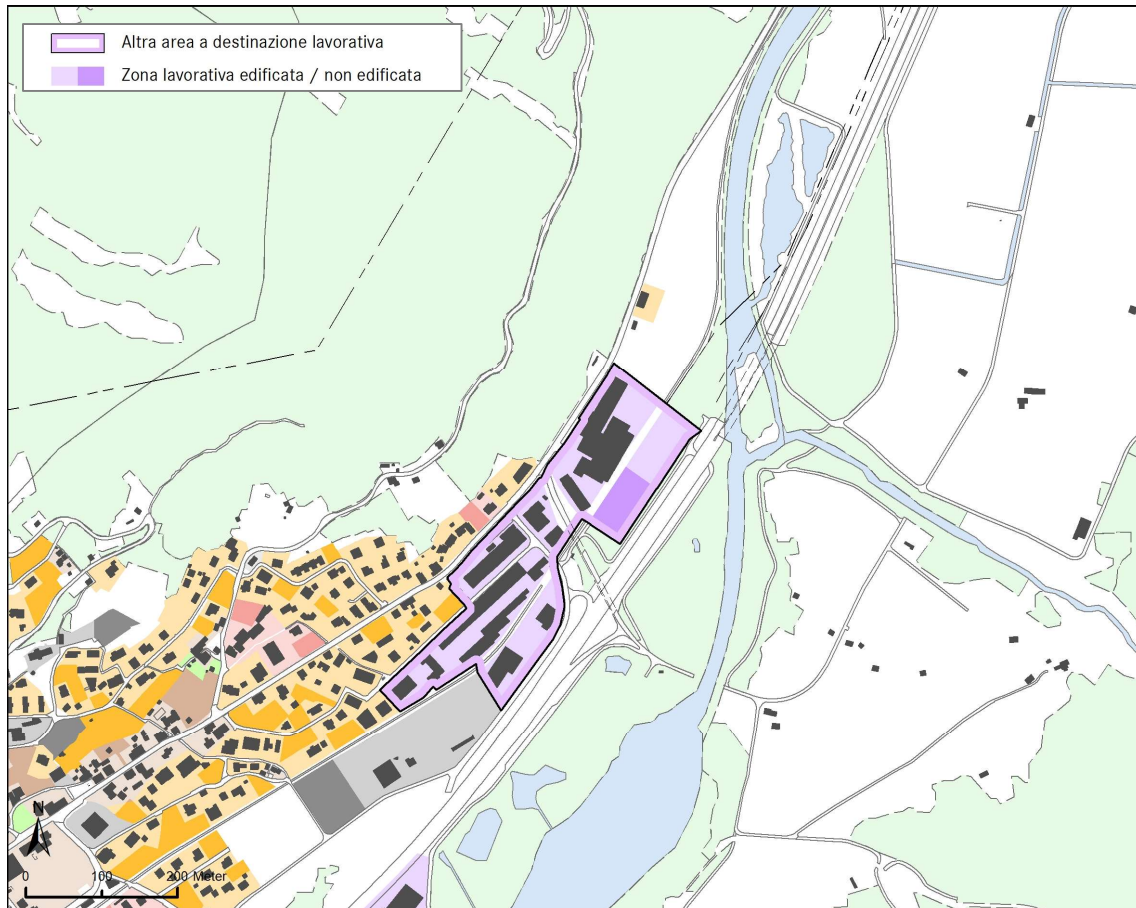 Altra area a destinazione lavorativa
Zona lavorativa edificata / non edificata
N
0 100 200 Meter